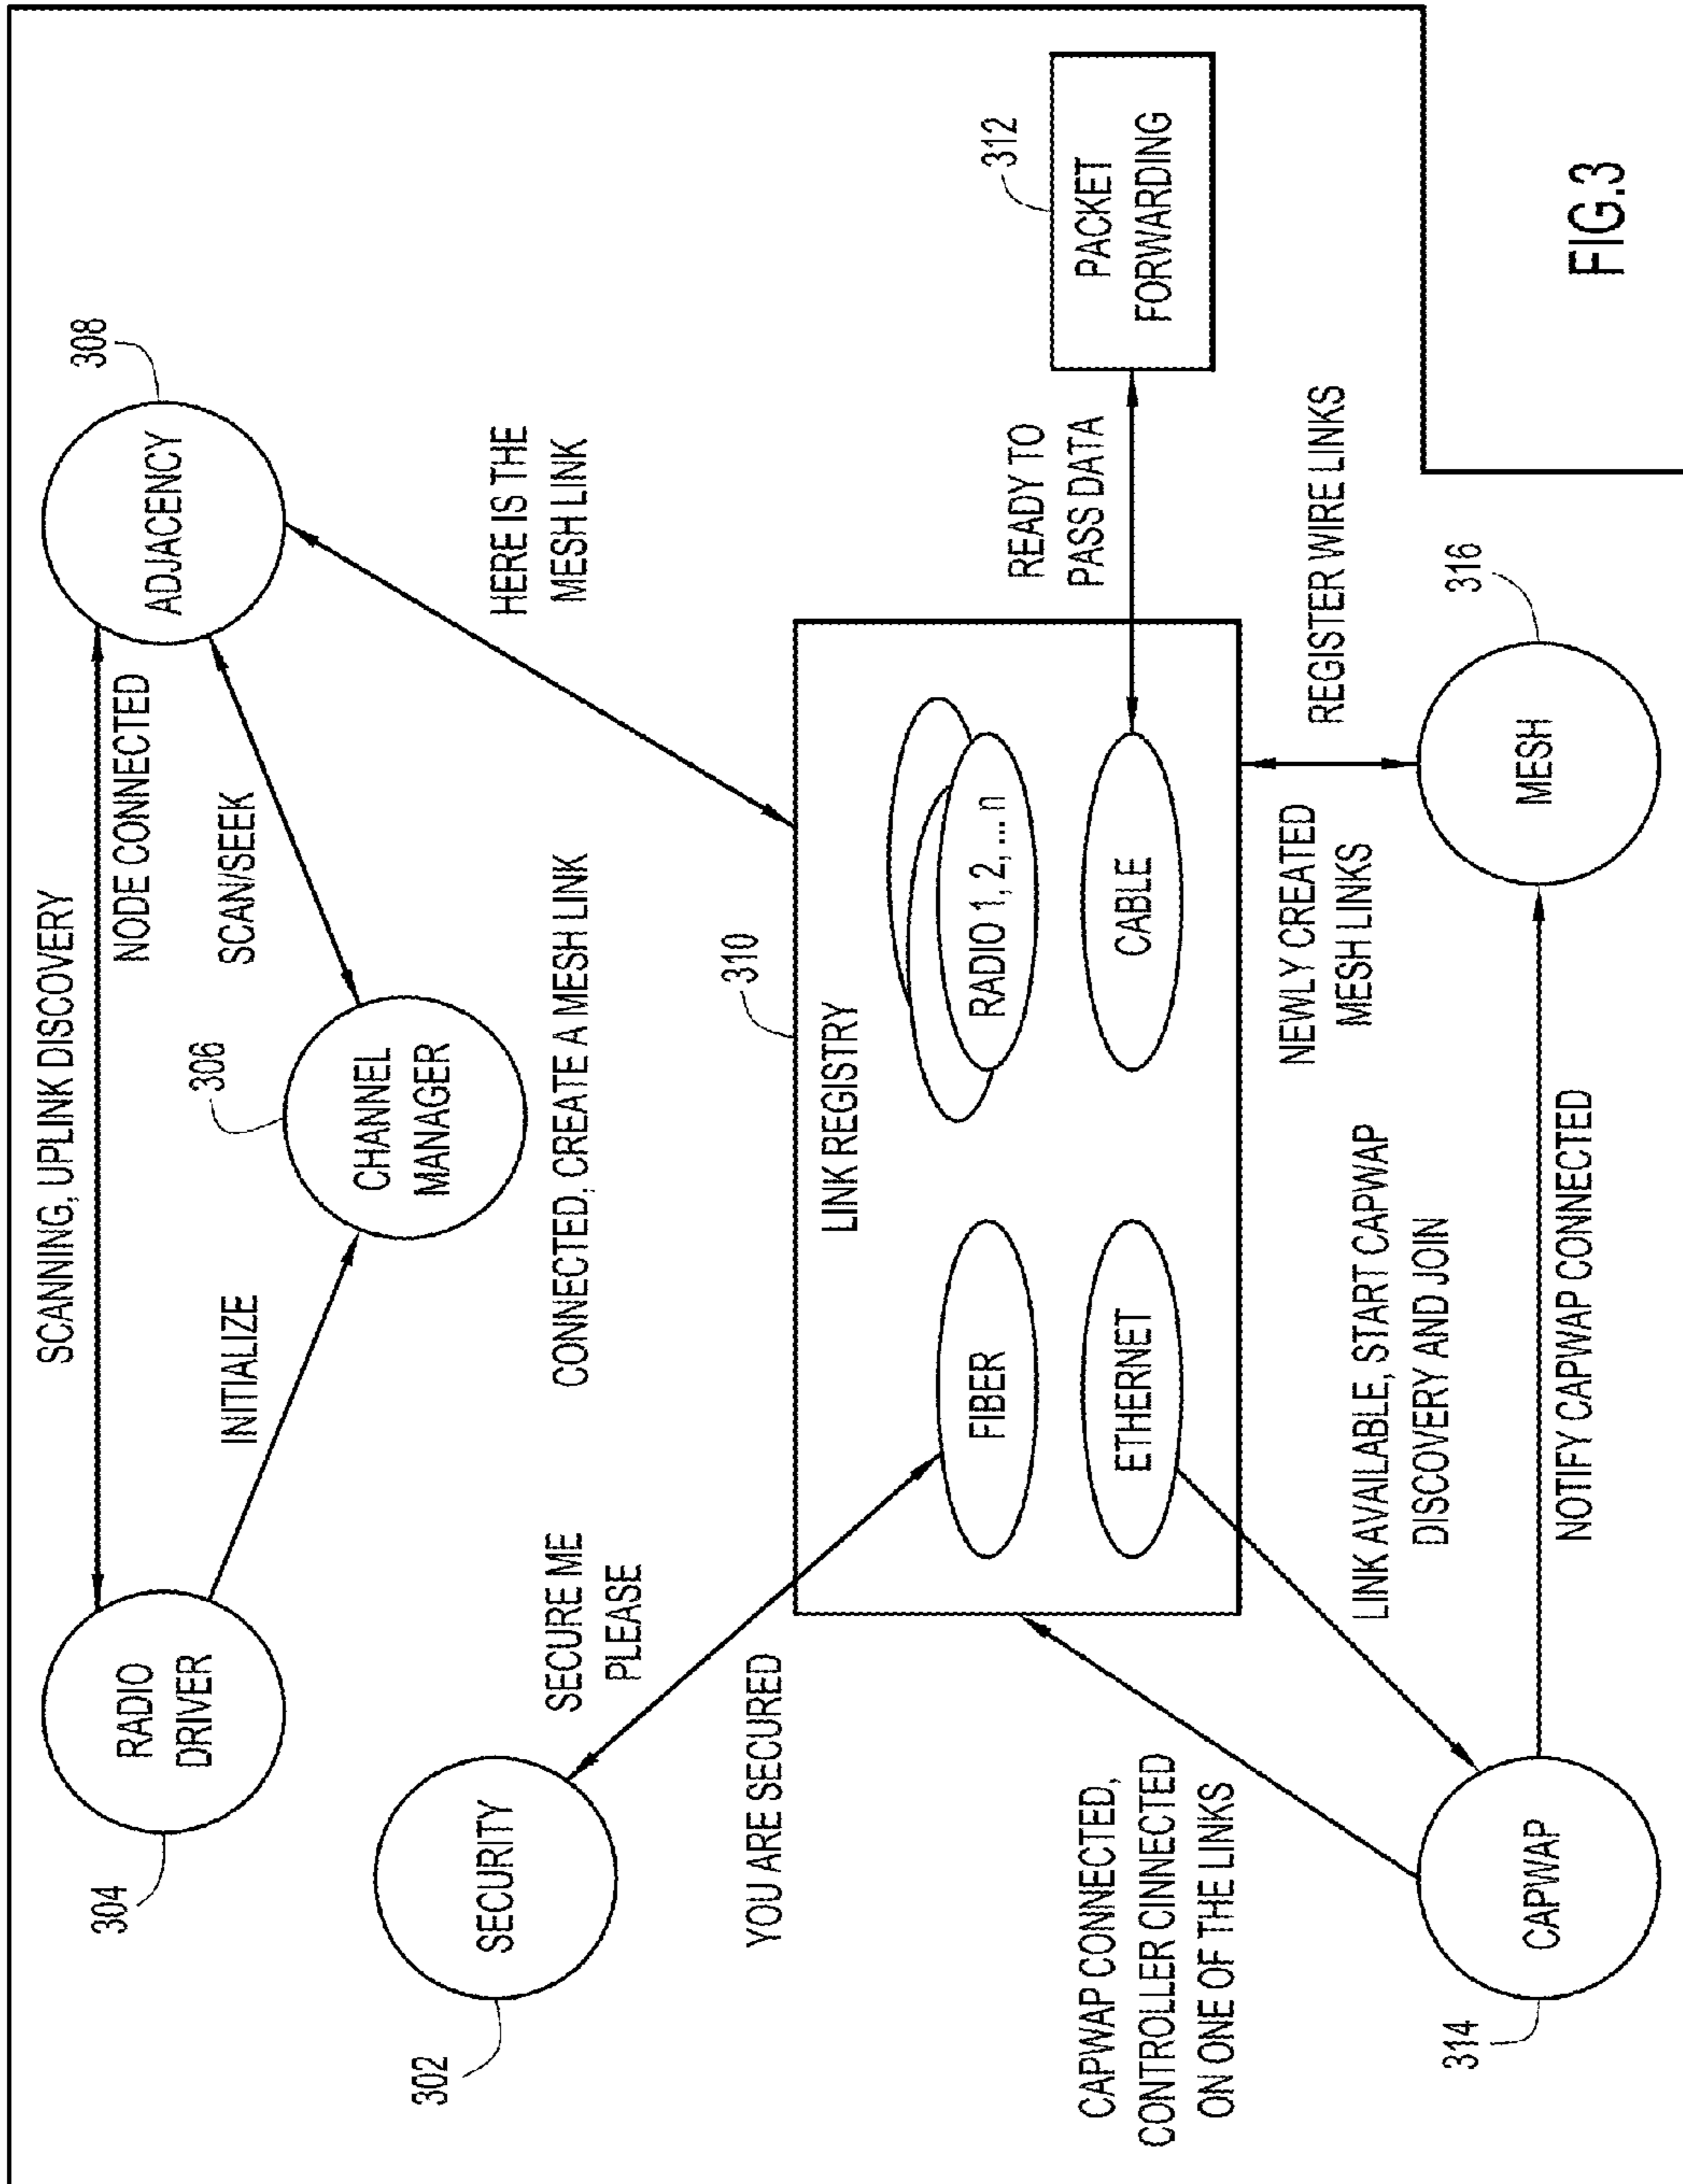 SCANNING, UPLINK DISCOVERY
304
RADIO
DRIVER
INITIALIZE
NODE CONNECTED
SCAN/SEEK
308
ADJACENCY
306
CHANNEL
MANAGER
302
SECURITY
SECURE ME
PLEASE
YOU ARE SECURED
CONNECTED, CREATE A MESH LINK
HERE IS THE
MESH LINK
310
LINK REGISTRY
FIBER
RADIO 1, 2, ... n
ETHERNET
CABLE
READY TO
PASS DATA
312
PACKET
FORWARDING
CAPWAP CONNECTED,
CONTROLLER CINNECTED
ON ONE OF THE LINKS
LINK AVAILABLE, START CAPWAP
DISCOVERY AND JOIN
NEWLY CREATED
MESH LINKS
REGISTER WIRE LINKS
314
CAPWAP
NOTIFY CAPWAP CONNECTED
316
MESH
FIG.3